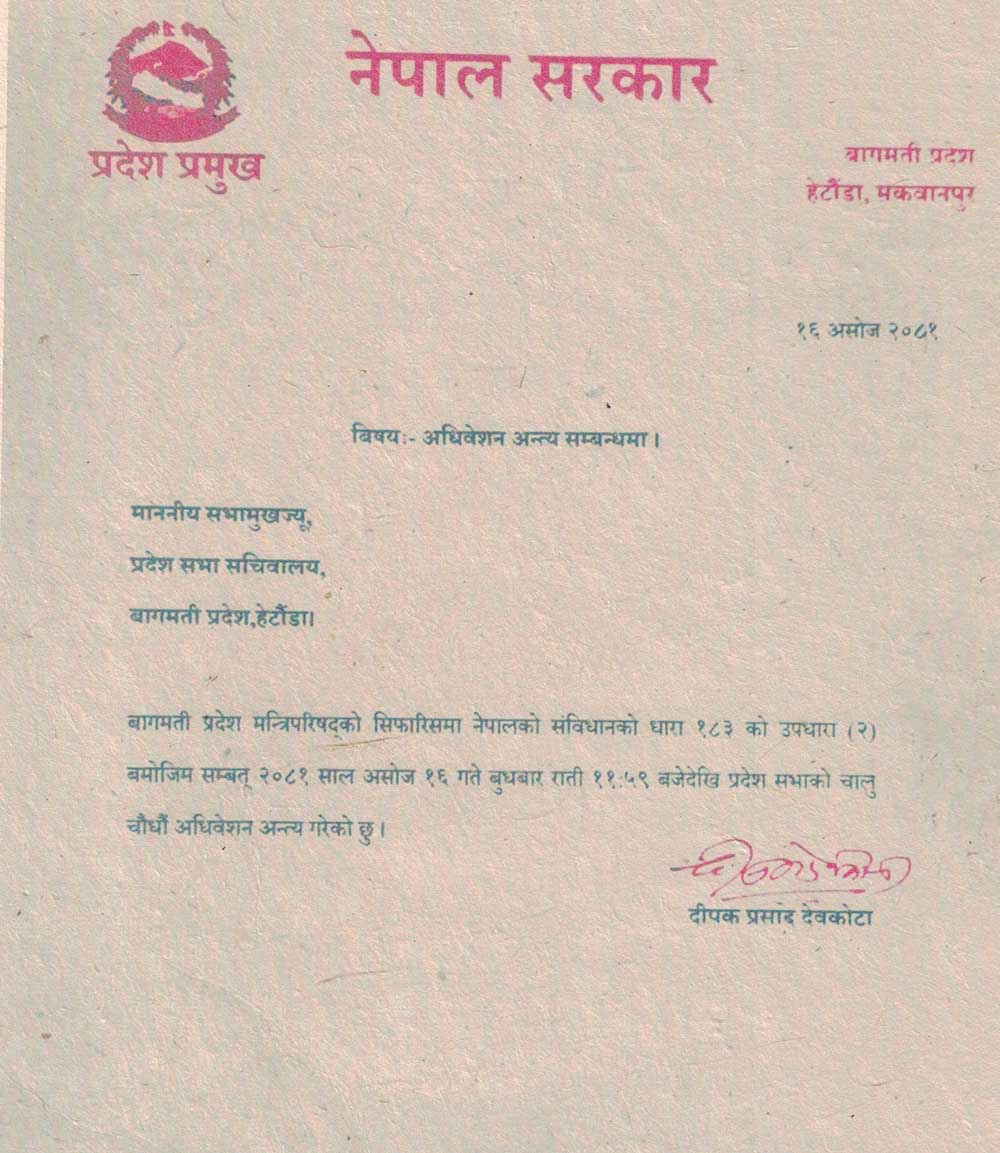 नेपाल सरकार
प्रदेश प्रमुख
बागमती प्रदेश
हेटौंडा, मकवानपुर
१६ असोज २०८१
बिषय:- अधिवेशन अन्त्य सम्बन्धमा ।
माननीय सभामुखज्यू,
प्रदेश सभा सचिवालय,
बागमती प्रदेश,हेटौंडा।
बागमती प्रदेश मन्त्रिपरिषद्को सिफारिसमा नेपालको संविधानको धारा १८३ को उपधारा (२)
बमोजिम सम्बत् २०८१ साल असोज १६ गते बुधबार राती ११:५९ बजेदेखि प्रदेश सभाको चालु
चौधौं अधिवेशन अन्त्य गरेको छु ।
दीपक प्रसाद देवकोटा